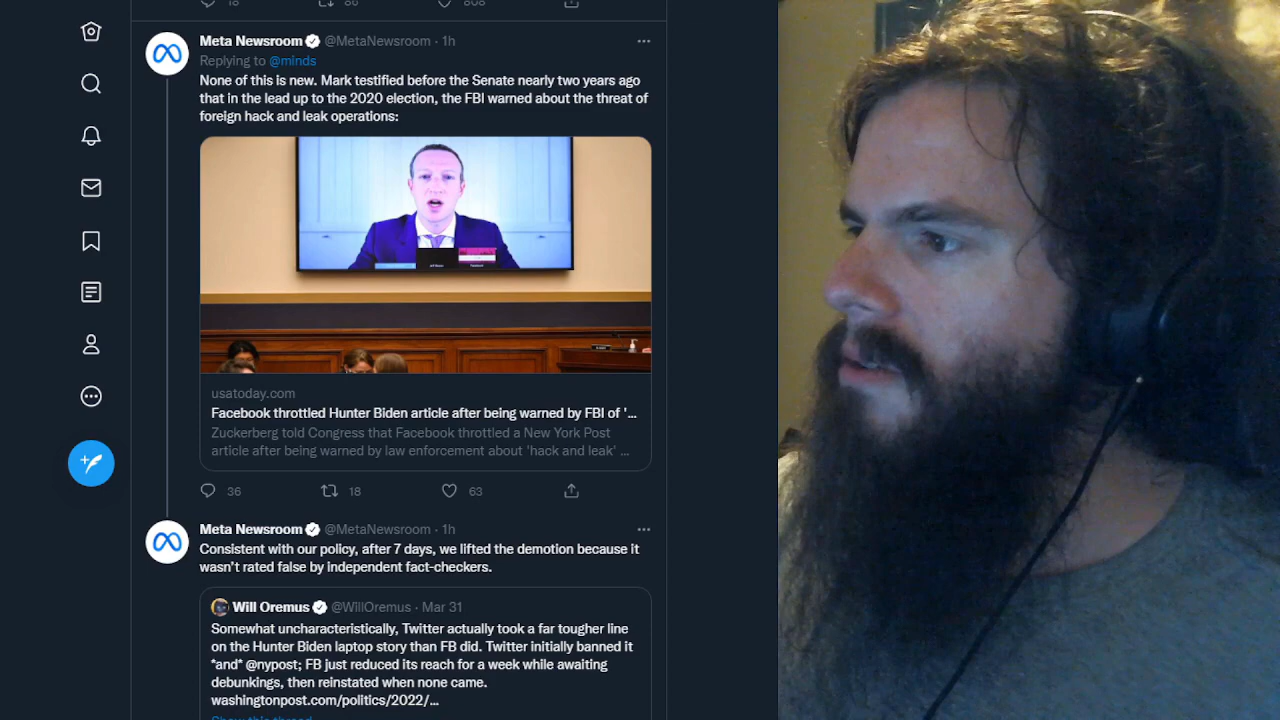 18 80 808
Meta Newsroom @MetaNewsroom · 1h
Replying to @minds
None of this is new. Mark testified before the Senate nearly two years ago
that in the lead up to the 2020 election, the FBI warned about the threat of
foreign hack and leak operations:
usatoday.com
Facebook throttled Hunter Biden article after being warned by FBI of '...
Zuckerberg told Congress that Facebook throttled a New York Post
article after being warned by law enforcement about 'hack and leak' ...
36 18 63
Meta Newsroom @MetaNewsroom · 1h
Consistent with our policy, after 7 days, we lifted the demotion because it
wasn't rated false by independent fact-checkers.
Will Oremus @WillOremus · Mar 31
Somewhat uncharacteristically, Twitter actually took a far tougher line
on the Hunter Biden laptop story than FB did. Twitter initially banned it
*and* @nypost; FB just reduced its reach for a week while awaiting
debunkings, then reinstated when none came.
washingtonpost.com/politics/2022/...
Show this thread